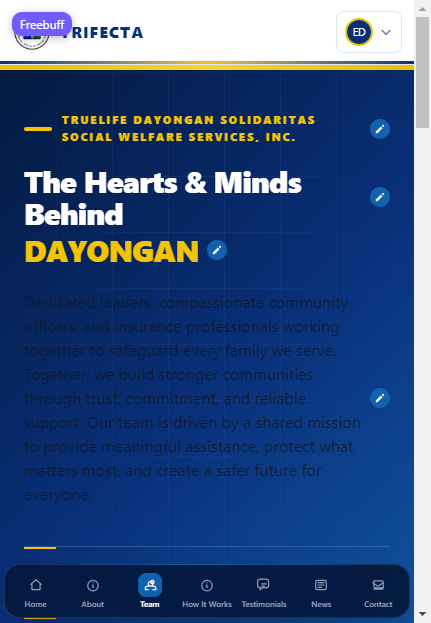 Freebuff
TRIFECTA
ED
TRUELIFE DAYONGAN SOLIDARITAS
SOCIAL WELFARE SERVICES, INC.
The Hearts & Minds
Behind
DAYONGAN
Dedicated leaders, compassionate community
officers, and insurance professionals working
together to safeguard every family we serve.
Together, we build stronger communities
through trust, commitment, and reliable
support. Our team is driven by a shared mission
to provide meaningful assistance, protect what
matters most, and create a safer future for
everyone.
Home About Team How It Works Testimonials News Contact